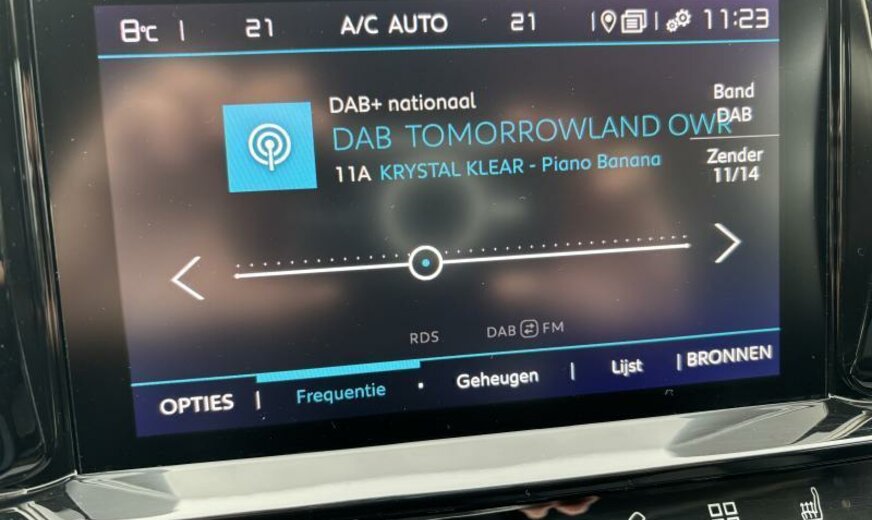 8°C | 21 A/C AUTO 21 | | 11:23
DAB+ nationaal
DAB TOMORROWLAND OWR
11A KRYSTAL KLEAR - Piano Banana
Band
DAB
Zender
11/14
RDS DAB FM
OPTIES | Frequentie · Geheugen | Lijst | BRONNEN